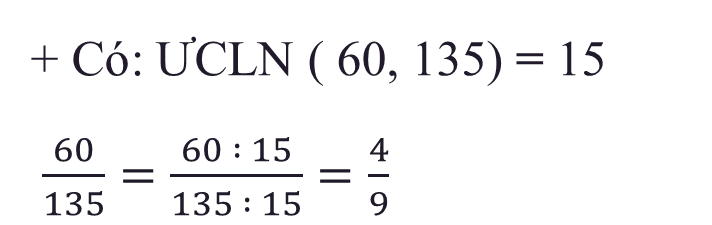 + Có: ƯCLN ( 60, 135) = 15
60/135 = 60 : 15/135 : 15 = 4/9